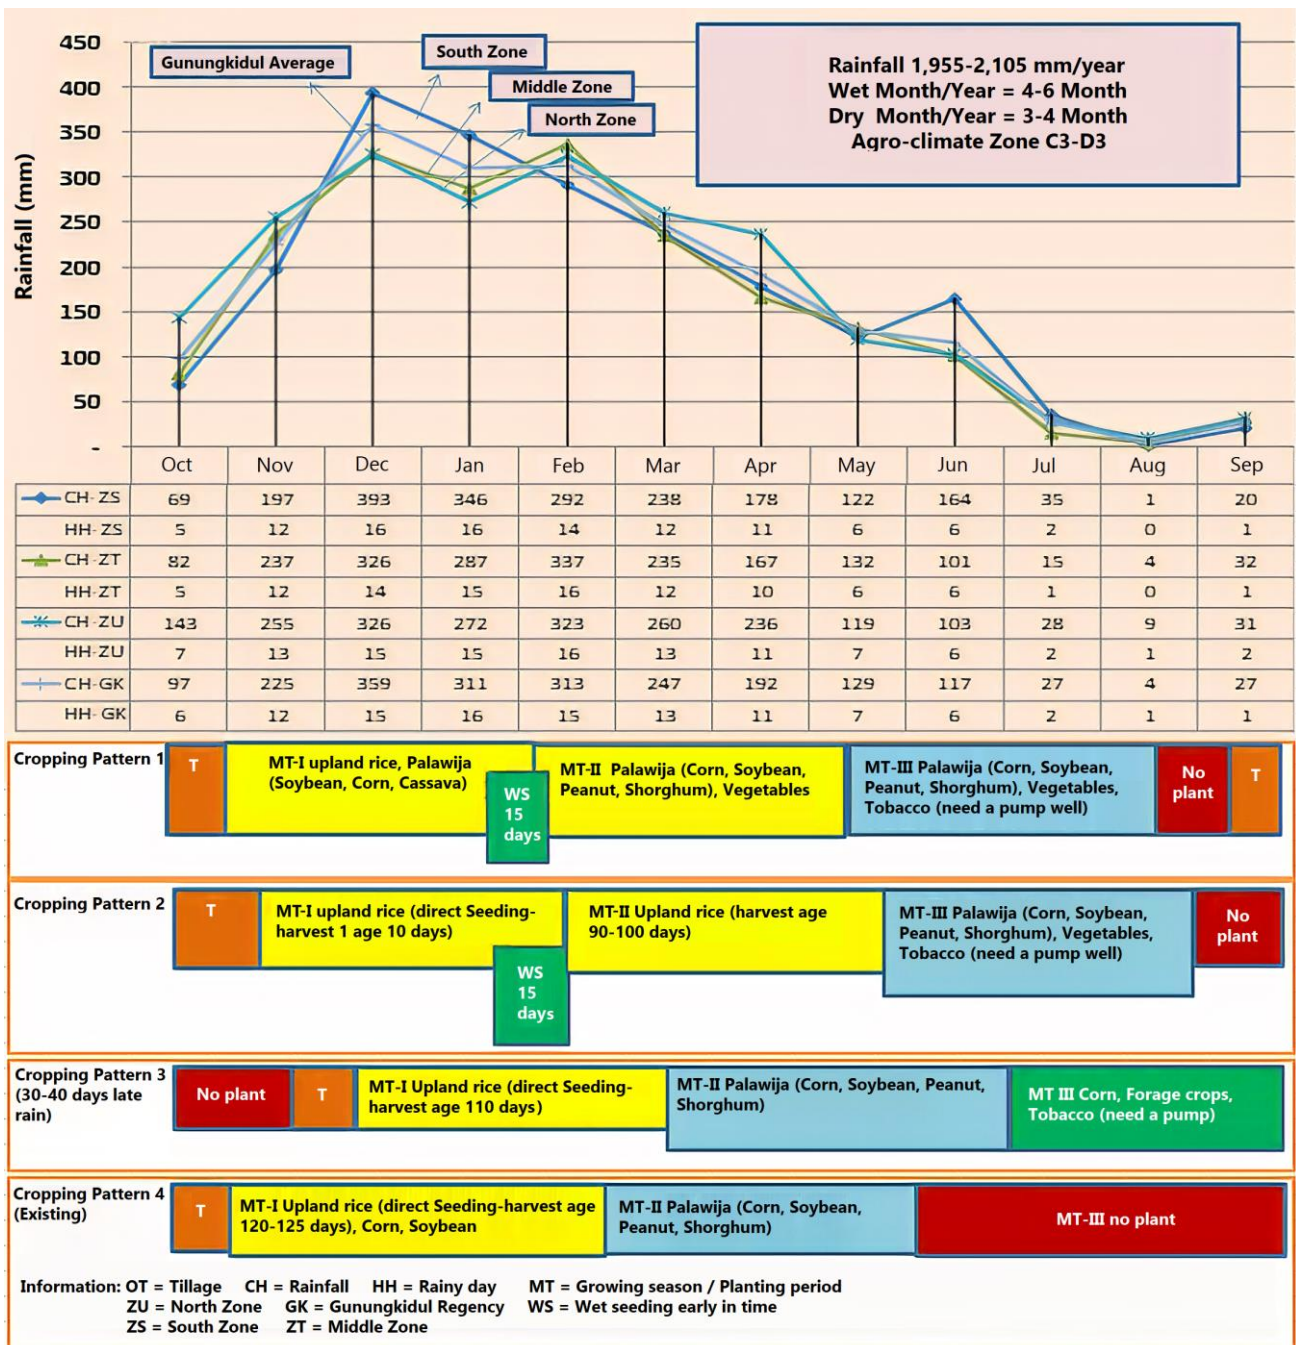 450
400
350
300
250
200
150
100
50
-
Rainfall (mm)
Gunungkidul Average
South Zone
Middle Zone
North Zone
Rainfall 1,955-2,105 mm/year
Wet Month/Year = 4-6 Month
Dry Month/Year = 3-4 Month
Agro-climate Zone C3-D3
Oct Nov Dec Jan Feb Mar Apr May Jun Jul Aug Sep
CH-ZS 69 197 393 346 292 238 178 122 164 35 1 20
HH-ZS 5 12 16 16 14 12 11 6 6 2 0 1
CH-ZT 82 237 326 287 337 235 167 132 101 15 4 32
HH-ZT 5 12 14 15 16 12 10 6 6 1 0 1
CH-ZU 143 255 326 272 323 260 236 119 103 28 9 31
HH-ZU 7 13 15 15 16 13 11 7 6 2 1 2
CH-GK 97 225 359 311 313 247 192 129 117 27 4 27
HH-GK 6 12 15 16 15 13 11 7 6 2 1 1
Cropping Pattern 1
T
MT-I upland rice, Palawija
(Soybean, Corn, Cassava)
WS
15
days
MT-II Palawija (Corn, Soybean,
Peanut, Shorghum), Vegetables
MT-III Palawija (Corn, Soybean,
Peanut, Shorghum), Vegetables,
Tobacco (need a pump well)
No
plant
T
Cropping Pattern 2
T
MT-I upland rice (direct Seeding-
harvest 1 age 10 days)
WS
15
days
MT-II Upland rice (harvest age
90-100 days)
MT-III Palawija (Corn, Soybean,
Peanut, Shorghum), Vegetables,
Tobacco (need a pump well)
No
plant
Cropping Pattern 3
(30-40 days late
rain)
No plant
T
MT-I Upland rice (direct Seeding-
harvest age 110 days)
MT-II Palawija (Corn, Soybean, Peanut,
Shorghum)
MT III Corn, Forage crops,
Tobacco (need a pump)
Cropping Pattern 4
(Existing)
T
MT-I Upland rice (direct Seeding-harvest age
120-125 days), Corn, Soybean
MT-II Palawija (Corn, Soybean,
Peanut, Shorghum)
MT-III no plant
Information: OT = Tillage CH = Rainfall HH = Rainy day MT = Growing season / Planting period
ZU = North Zone GK = Gunungkidul Regency WS = Wet seeding early in time
ZS = South Zone ZT = Middle Zone